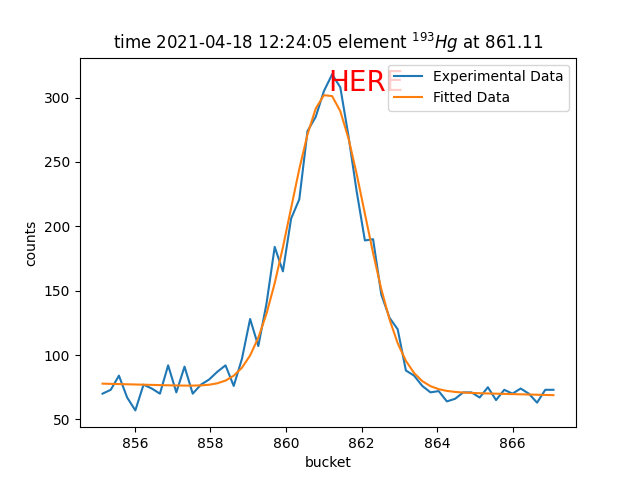 time 2021-04-18 12:24:05 element ¹⁹³Hg at 861.11
HERE
Experimental Data
Fitted Data
counts
300
250
200
150
100
50
856 858 860 862 864 866
bucket